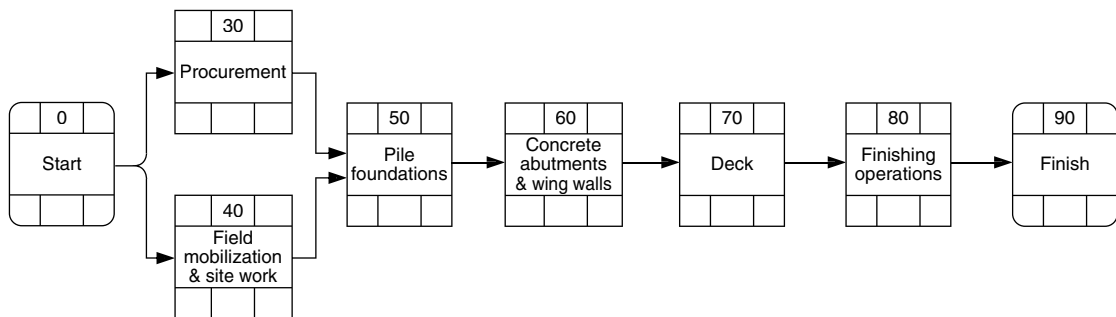 0
Start
30
Procurement
40
Field
mobilization
& site work
50
Pile
foundations
60
Concrete
abutments
& wing walls
70
Deck
80
Finishing
operations
90
Finish